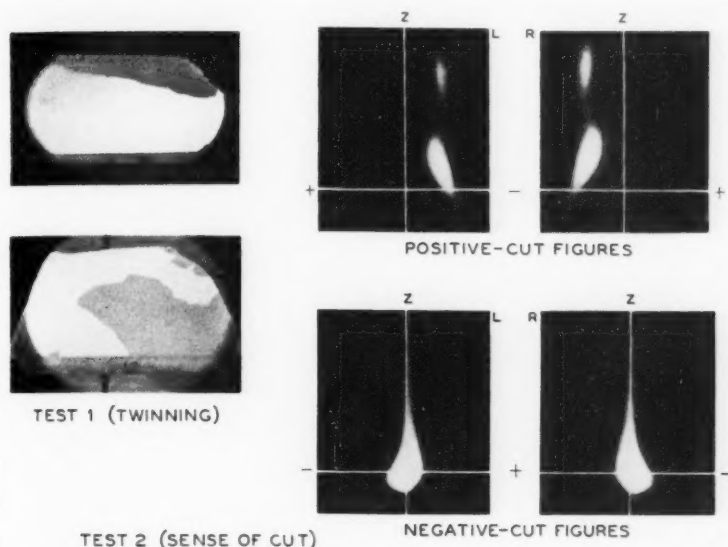 Z
L
R
Z
+
-
+
POSITIVE-CUT FIGURES
Z
L
R
Z
-
+
-
TEST 1 (TWINNING)
NEGATIVE-CUT FIGURES
TEST 2 (SENSE OF CUT)